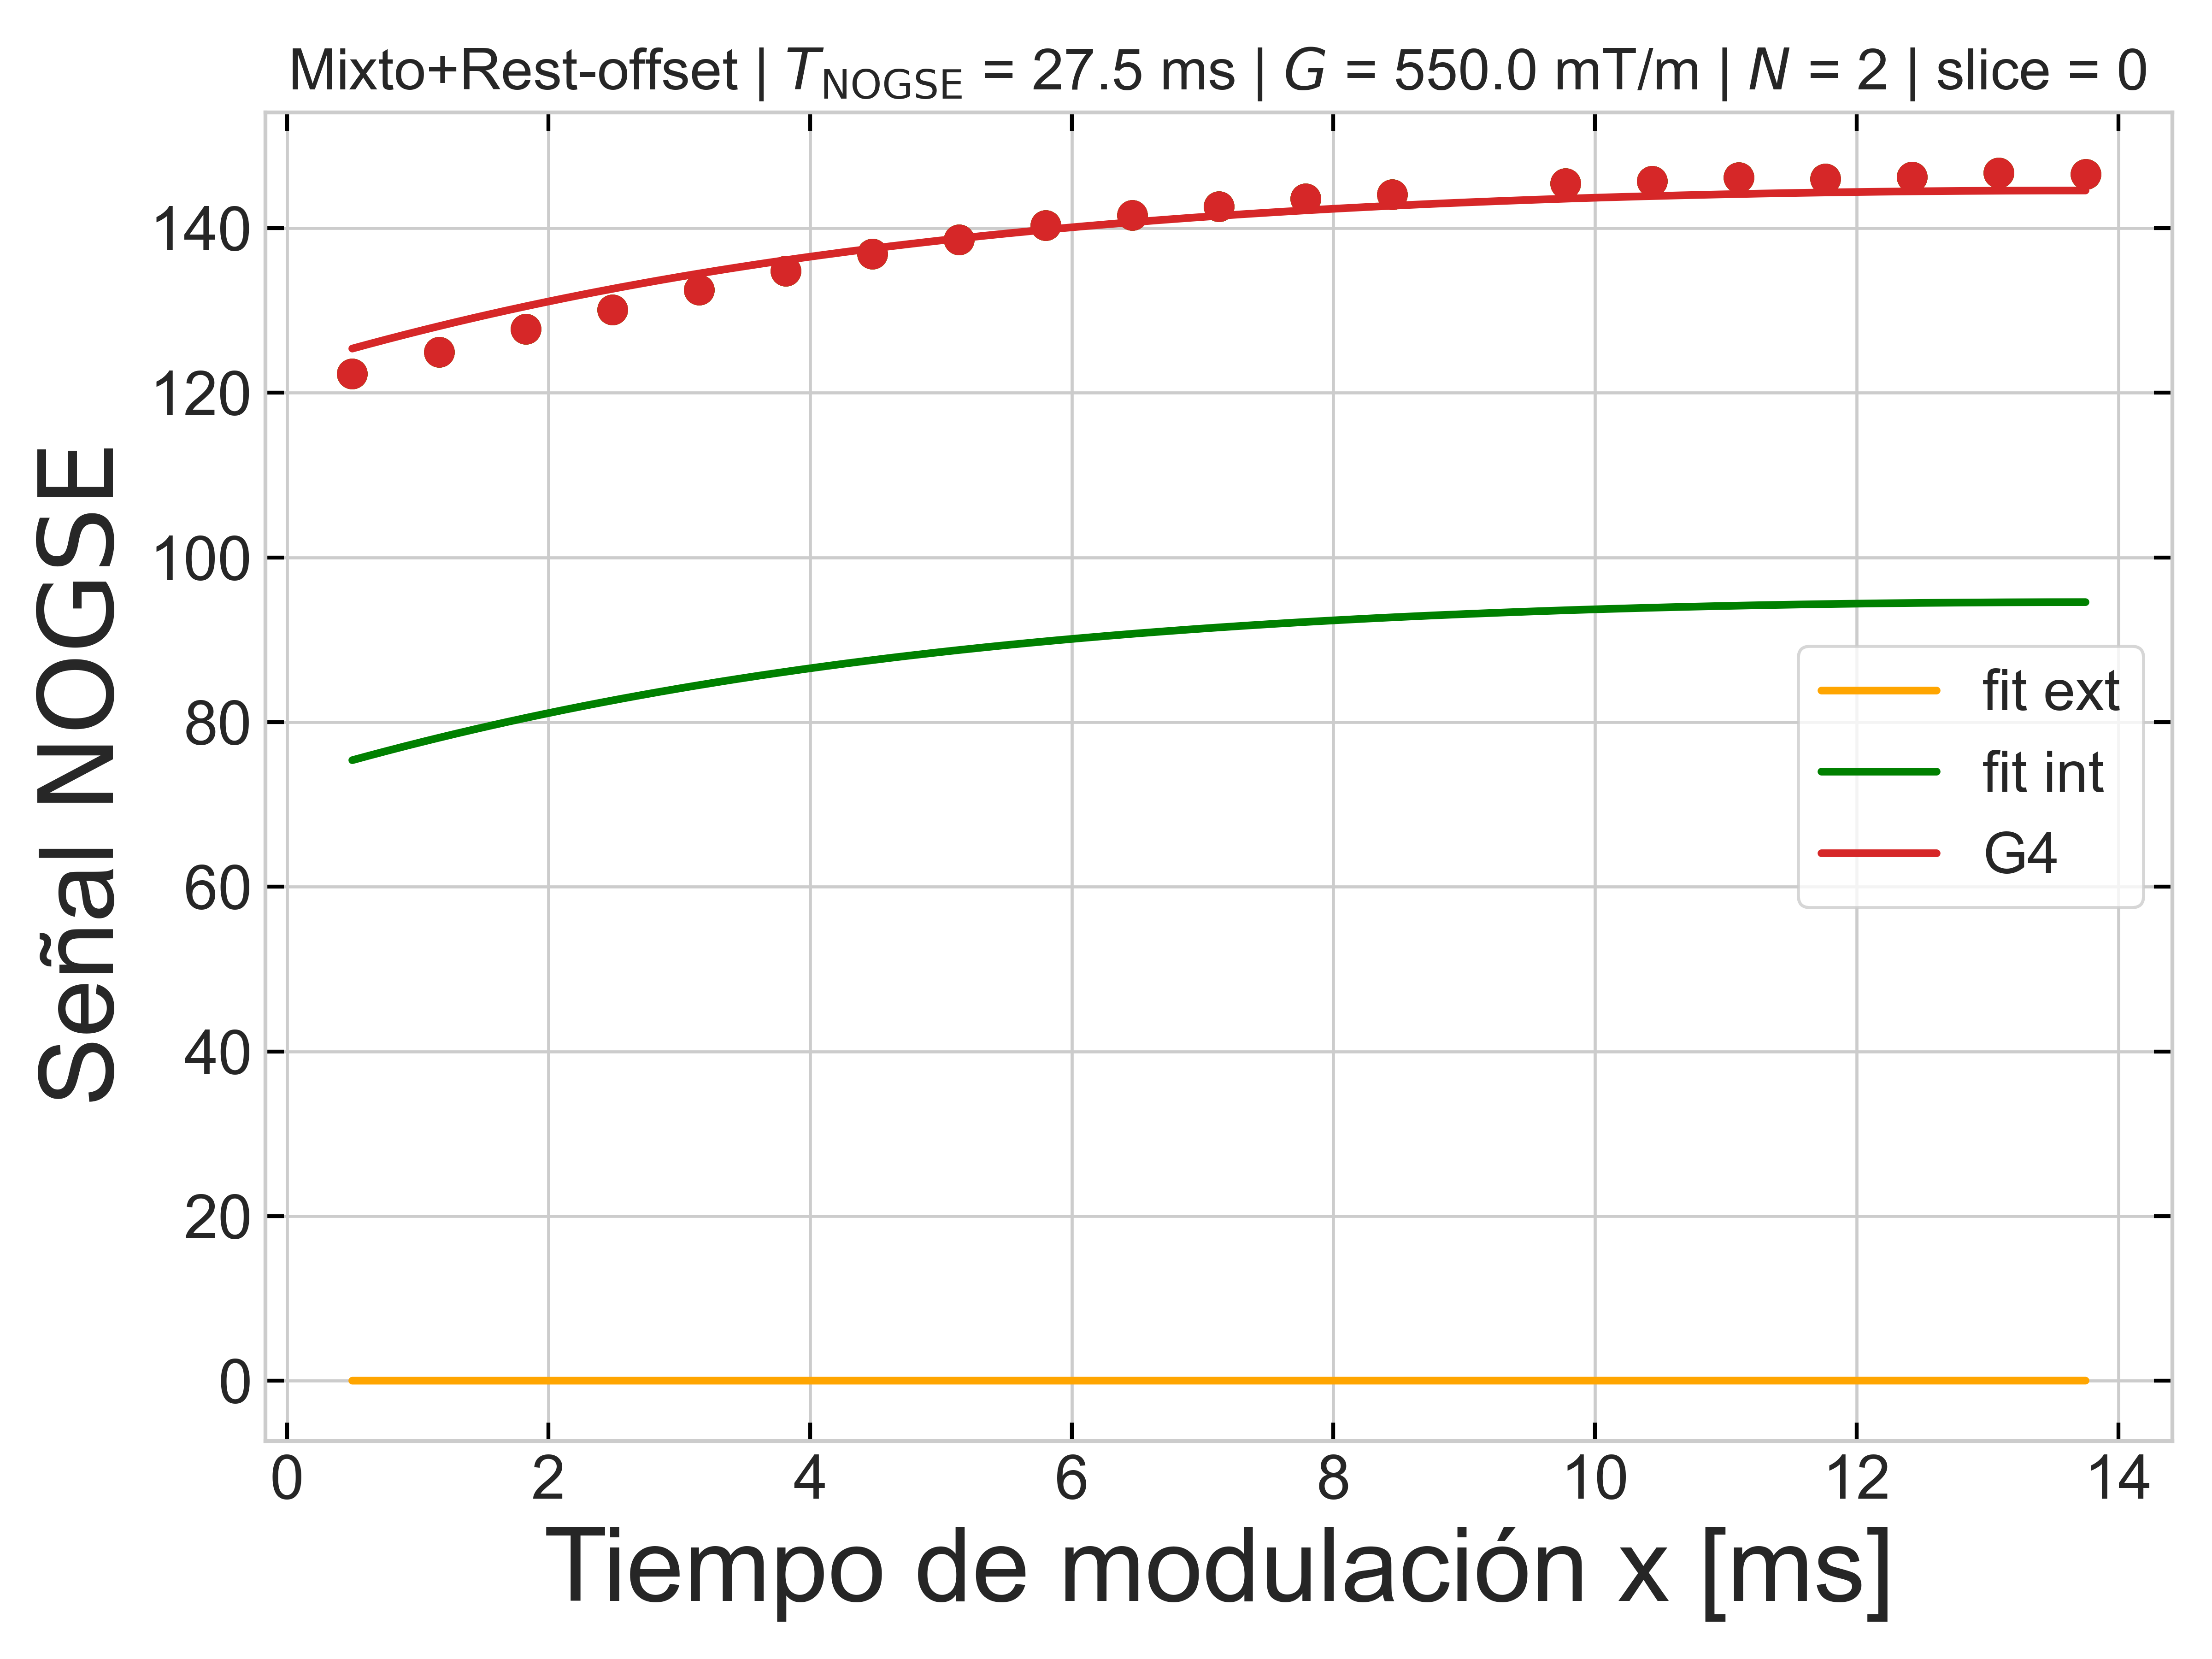 Mixto+Rest-offset | T_NOGSE = 27.5 ms | G = 550.0 mT/m | N = 2 | slice = 0
Señal NOGSE
140
120
100
80
60
40
20
0
fit ext
fit int
G4
0 2 4 6 8 10 12 14
Tiempo de modulación x [ms]